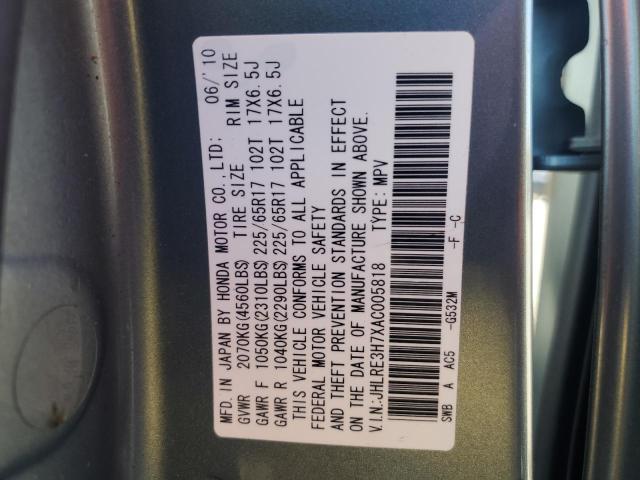 MFD. IN JAPAN BY HONDA MOTOR CO., LTD; 06/'10
GVWR 2070KG(4560LBS) TIRE SIZE RIM SIZE
GAWR F 1050KG(2310LBS) 225/65R17 102T 17X6.5J
GAWR R 1040KG(2290LBS) 225/65R17 102T 17X6.5J
THIS VEHICLE CONFORMS TO ALL APPLICABLE
FEDERAL MOTOR VEHICLE SAFETY
AND THEFT PREVENTION STANDARDS IN EFFECT
ON THE DATE OF MANUFACTURE SHOWN ABOVE.
V.I.N.:JHLRE3H7XAC005818 TYPE: MPV
SWB A AC5 -G532M -F -C